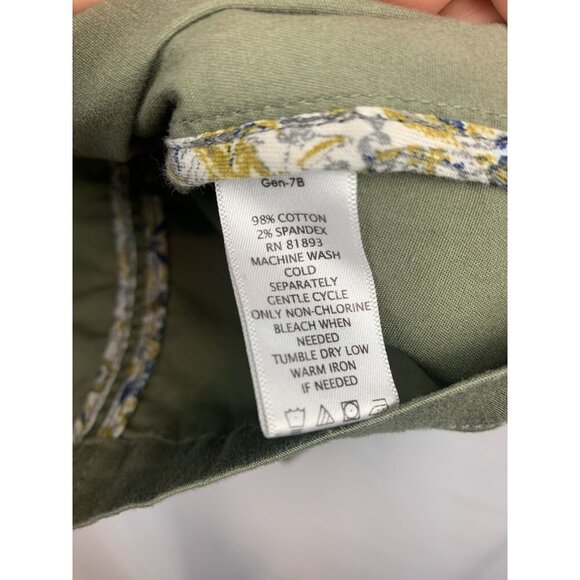 Gen-7B
98% COTTON
2% SPANDEX
RN 81893
MACHINE WASH
COLD
SEPARATELY
GENTLE CYCLE
ONLY NON-CHLORINE
BLEACH WHEN
NEEDED
TUMBLE DRY LOW
WARM IRON
IF NEEDED